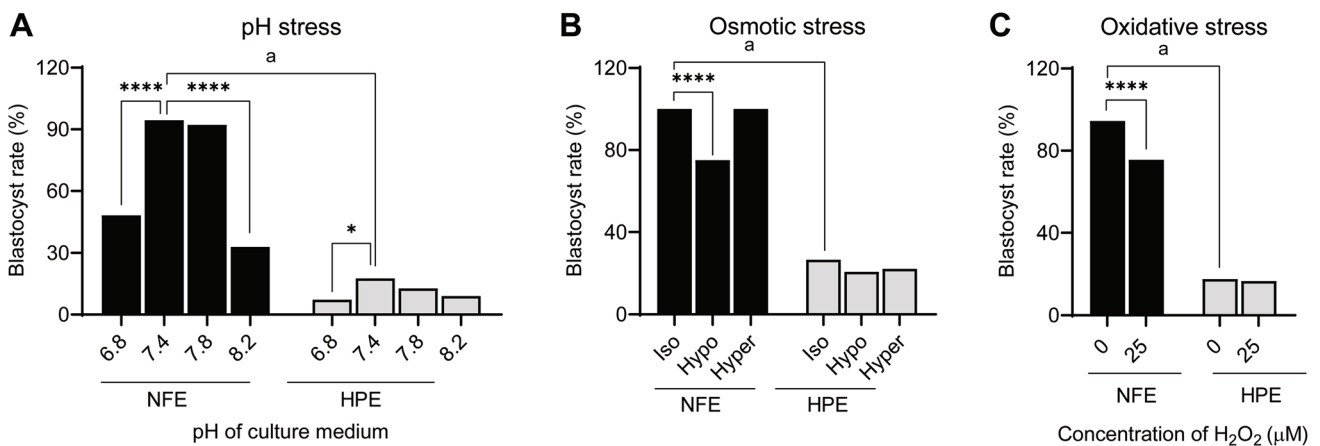 A
pH stress
Blastocyst rate (%)
120
90
60
30
0
a
****
****
*
6.8
7.4
7.8
8.2
6.8
7.4
7.8
8.2
NFE
HPE
pH of culture medium
B
Osmotic stress
Blastocyst rate (%)
120
80
40
0
a
****
Iso
Hypo
Hyper
Iso
Hypo
Hyper
NFE
HPE
C
Oxidative stress
Blastocyst rate (%)
120
80
40
0
a
****
0
25
0
25
NFE
HPE
Concentration of H₂O₂ (μM)